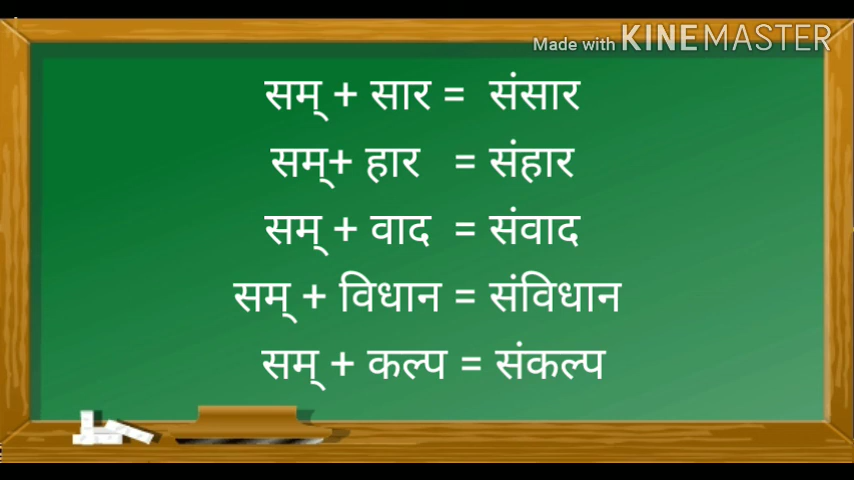 Made with KINEMASTER
सम् + सार = संसार
सम्+ हार = संहार
सम् + वाद = संवाद
सम् + विधान = संविधान
सम् + कल्प = संकल्प